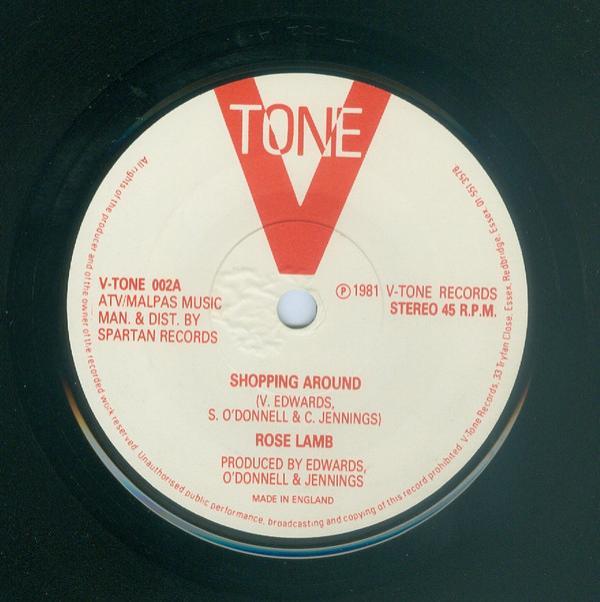 V
TONE
V-TONE 002A
ATV/MALPAS MUSIC
MAN. & DIST. BY
SPARTAN RECORDS
℗ 1981 V-TONE RECORDS
STEREO 45 R.P.M.
SHOPPING AROUND
(V. EDWARDS,
S. O'DONNELL & C. JENNINGS)
ROSE LAMB
PRODUCED BY EDWARDS,
O'DONNELL & JENNINGS
MADE IN ENGLAND
All rights of the producer and of the owner of the recorded work reserved. Unauthorised public performance, broadcasting and copying of this record prohibited. V-Tone Records, 33 Tryfan Close, Essex, Redbridge, Essex. 01-551 3578